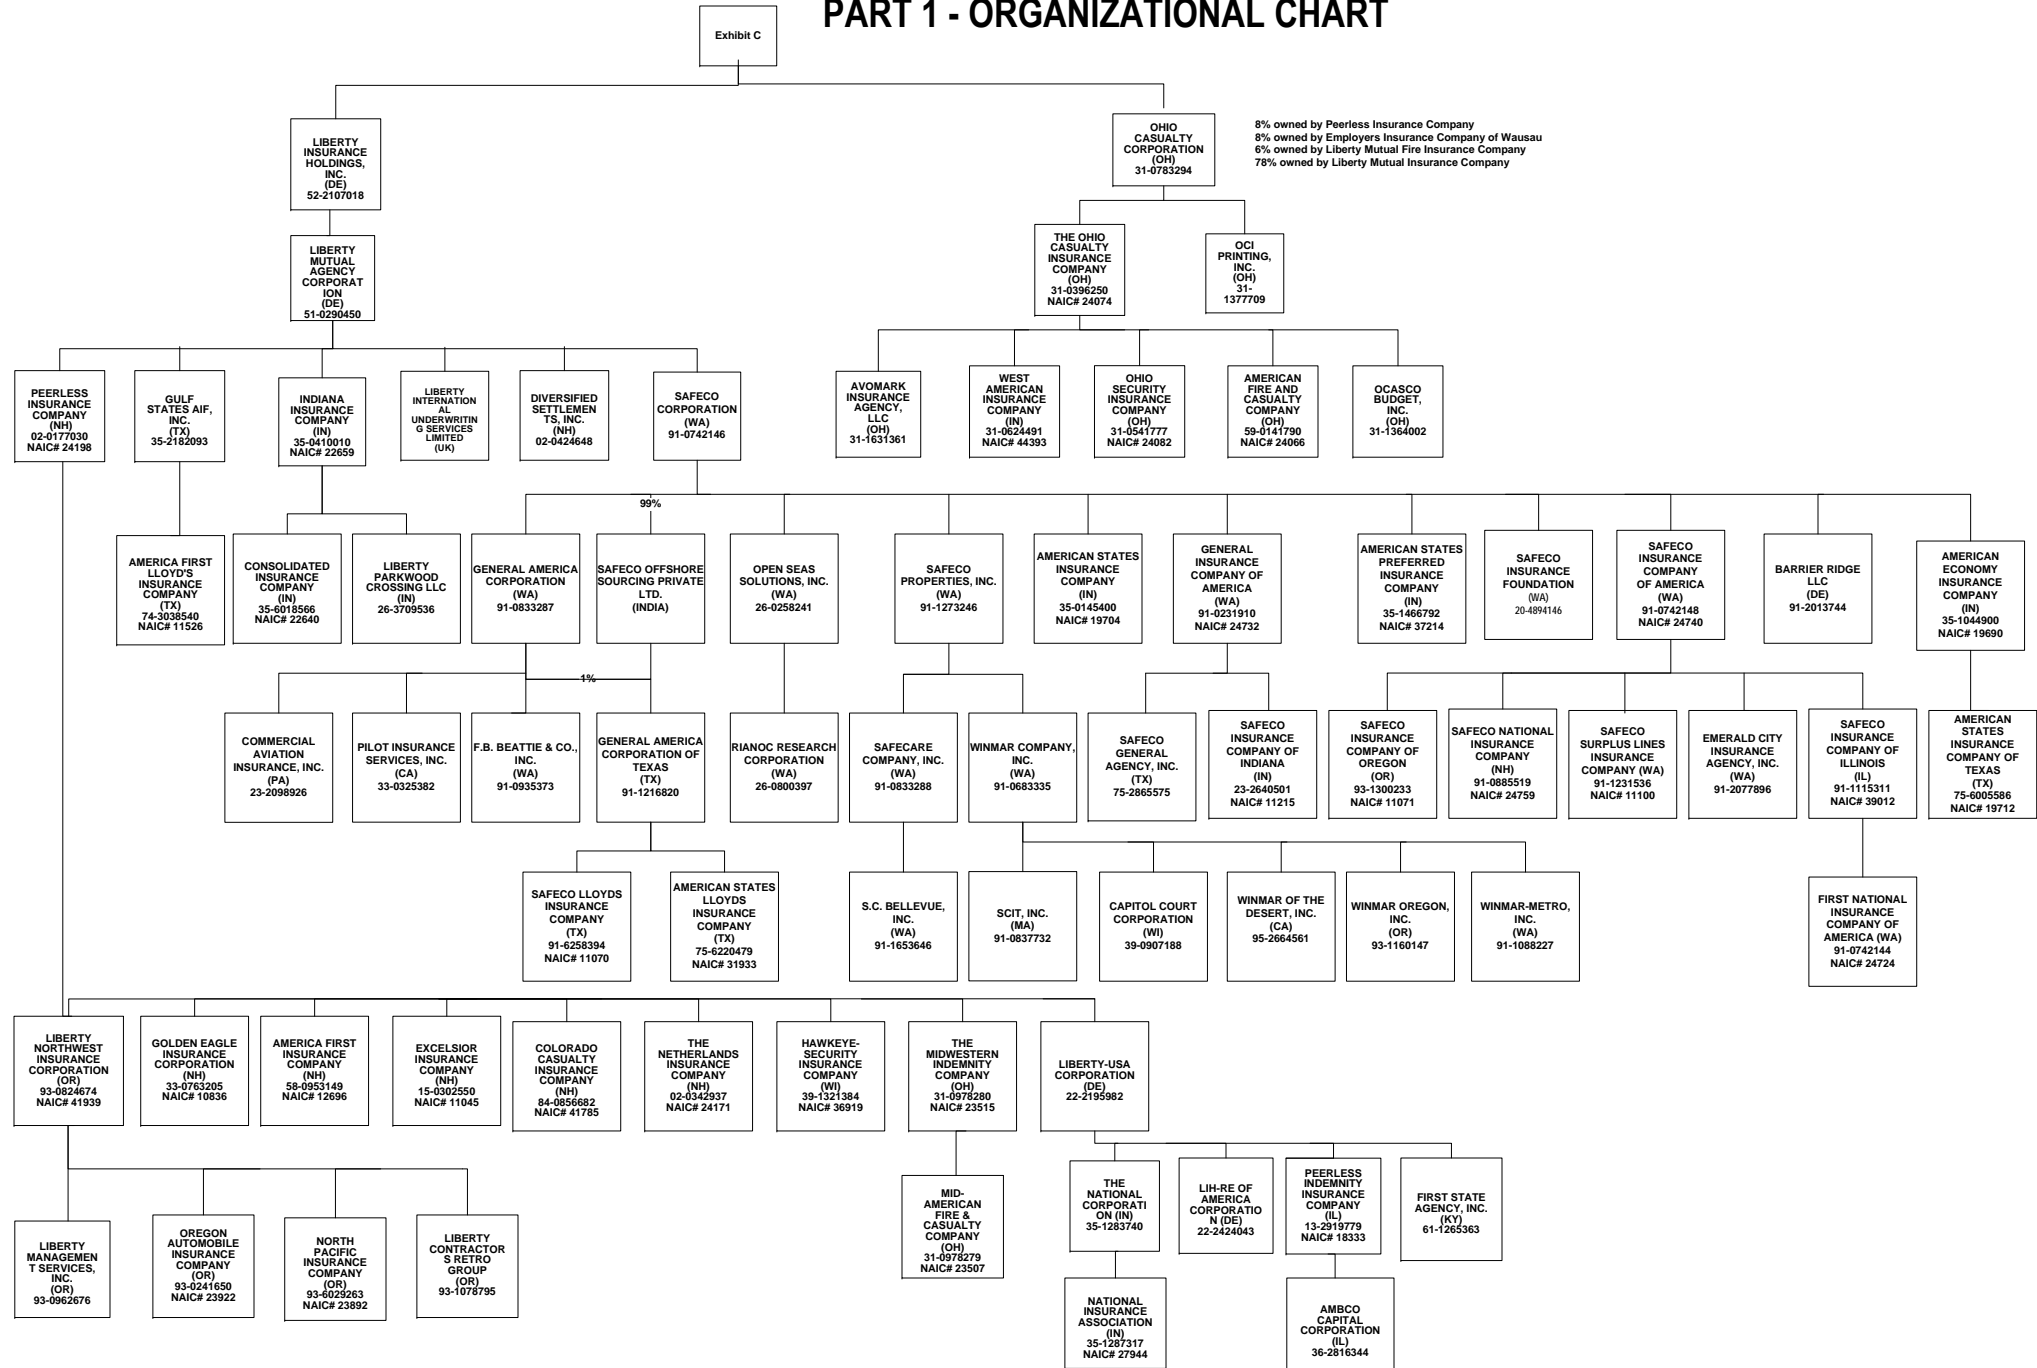 PART 1 - ORGANIZATIONAL CHART
Exhibit C
LIBERTY
INSURANCE
HOLDINGS,
INC.
(DE)
52-2107018
OHIO
CASUALTY
CORPORATION
(OH)
31-0783294
8% owned by Peerless Insurance Company
8% owned by Employers Insurance Company of Wausau
6% owned by Liberty Mutual Fire Insurance Company
78% owned by Liberty Mutual Insurance Company
LIBERTY
MUTUAL
AGENCY
CORPORAT
ION
(DE)
51-0290450
THE OHIO
CASUALTY
INSURANCE
COMPANY
(OH)
31-0396250
NAIC# 24074
OCI
PRINTING,
INC.
(OH)
31-
1377709
PEERLESS
INSURANCE
COMPANY
(NH)
02-0177030
NAIC# 24198
GULF
STATES AIF,
INC.
(TX)
35-2182093
INDIANA
INSURANCE
COMPANY
(IN)
35-0410010
NAIC# 22659
LIBERTY
INTERNATION
AL
UNDERWRITIN
G SERVICES
LIMITED
(UK)
DIVERSIFIED
SETTLEMEN
TS, INC.
(NH)
02-0424648
SAFECO
CORPORATION
(WA)
91-0742146
AVOMARK
INSURANCE
AGENCY,
LLC
(OH)
31-1631361
WEST
AMERICAN
INSURANCE
COMPANY
(IN)
31-0624491
NAIC# 44393
OHIO
SECURITY
INSURANCE
COMPANY
(OH)
31-0541777
NAIC# 24082
AMERICAN
FIRE AND
CASUALTY
COMPANY
(OH)
59-0141790
NAIC# 24066
OCASCO
BUDGET,
INC.
(OH)
31-1364002
99%
AMERICA FIRST
LLOYD'S
INSURANCE
COMPANY
(TX)
74-3038540
NAIC# 11526
CONSOLIDATED
INSURANCE
COMPANY
(IN)
35-6018566
NAIC# 22640
LIBERTY
PARKWOOD
CROSSING LLC
(IN)
26-3709536
GENERAL AMERICA
CORPORATION
(WA)
91-0833287
SAFECO OFFSHORE
SOURCING PRIVATE
LTD.
(INDIA)
OPEN SEAS
SOLUTIONS, INC.
(WA)
26-0258241
SAFECO
PROPERTIES, INC.
(WA)
91-1273246
AMERICAN STATES
INSURANCE
COMPANY
(IN)
35-0145400
NAIC# 19704
GENERAL
INSURANCE
COMPANY OF
AMERICA
(WA)
91-0231910
NAIC# 24732
AMERICAN STATES
PREFERRED
INSURANCE
COMPANY
(IN)
35-1466792
NAIC# 37214
SAFECO
INSURANCE
FOUNDATION
(WA)
20-4894146
SAFECO
INSURANCE
COMPANY
OF AMERICA
(WA)
91-0742148
NAIC# 24740
BARRIER RIDGE
LLC
(DE)
91-2013744
AMERICAN
ECONOMY
INSURANCE
COMPANY
(IN)
35-1044900
NAIC# 19690
1%
COMMERCIAL
AVIATION
INSURANCE, INC.
(PA)
23-2098926
PILOT INSURANCE
SERVICES, INC.
(CA)
33-0325382
F.B. BEATTIE & CO.,
INC.
(WA)
91-0935373
GENERAL AMERICA
CORPORATION OF
TEXAS
(TX)
91-1216820
RIANOC RESEARCH
CORPORATION
(WA)
26-0800397
SAFECARE
COMPANY, INC.
(WA)
91-0833288
WINMAR COMPANY,
INC.
(WA)
91-0683335
SAFECO
GENERAL
AGENCY, INC.
(TX)
75-2865575
SAFECO
INSURANCE
COMPANY OF
INDIANA
(IN)
23-2640501
NAIC# 11215
SAFECO
INSURANCE
COMPANY OF
OREGON
(OR)
93-1300233
NAIC# 11071
SAFECO NATIONAL
INSURANCE
COMPANY
(NH)
91-0885519
NAIC# 24759
SAFECO
SURPLUS LINES
INSURANCE
COMPANY (WA)
91-1231536
NAIC# 11100
EMERALD CITY
INSURANCE
AGENCY, INC.
(WA)
91-2077896
SAFECO
INSURANCE
COMPANY OF
ILLINOIS
(IL)
91-1115311
NAIC# 39012
AMERICAN
STATES
INSURANCE
COMPANY OF
TEXAS
(TX)
75-6005586
NAIC# 19712
SAFECO LLOYDS
INSURANCE
COMPANY
(TX)
91-6258394
NAIC# 11070
AMERICAN STATES
LLOYDS
INSURANCE
COMPANY
(TX)
75-6220479
NAIC# 31933
S.C. BELLEVUE,
INC.
(WA)
91-1653646
SCIT, INC.
(MA)
91-0837732
CAPITOL COURT
CORPORATION
(WI)
39-0907188
WINMAR OF THE
DESERT, INC.
(CA)
95-2664561
WINMAR OREGON,
INC.
(OR)
93-1160147
WINMAR-METRO,
INC.
(WA)
91-1088227
FIRST NATIONAL
INSURANCE
COMPANY OF
AMERICA (WA)
91-0742144
NAIC# 24724
LIBERTY
NORTHWEST
INSURANCE
CORPORATION
(OR)
93-0824674
NAIC# 41939
GOLDEN EAGLE
INSURANCE
CORPORATION
(NH)
33-0763205
NAIC# 10836
AMERICA FIRST
INSURANCE
COMPANY
(NH)
58-0953149
NAIC# 12696
EXCELSIOR
INSURANCE
COMPANY
(NH)
15-0302550
NAIC# 11045
COLORADO
CASUALTY
INSURANCE
COMPANY
(NH)
84-0856682
NAIC# 41785
THE
NETHERLANDS
INSURANCE
COMPANY
(NH)
02-0342937
NAIC# 24171
HAWKEYE-
SECURITY
INSURANCE
COMPANY
(WI)
39-1321384
NAIC# 36919
THE
MIDWESTERN
INDEMNITY
COMPANY
(OH)
31-0978280
NAIC# 23515
LIBERTY-USA
CORPORATION
(DE)
22-2195982
LIBERTY
MANAGEMEN
T SERVICES,
INC.
(OR)
93-0962676
OREGON
AUTOMOBILE
INSURANCE
COMPANY
(OR)
93-0241650
NAIC# 23922
NORTH
PACIFIC
INSURANCE
COMPANY
(OR)
93-6029263
NAIC# 23892
LIBERTY
CONTRACTOR
S RETRO
GROUP
(OR)
93-1078795
MID-
AMERICAN
FIRE &
CASUALTY
COMPANY
(OH)
31-0978279
NAIC# 23507
THE
NATIONAL
CORPORATI
ON (IN)
35-1283740
LIH-RE OF
AMERICA
CORPORATIO
N (DE)
22-2424043
PEERLESS
INDEMNITY
INSURANCE
COMPANY
(IL)
13-2919779
NAIC# 18333
FIRST STATE
AGENCY, INC.
(KY)
61-1265363
NATIONAL
INSURANCE
ASSOCIATION
(IN)
35-1287317
NAIC# 27944
AMBCO
CAPITAL
CORPORATION
(IL)
36-2816344